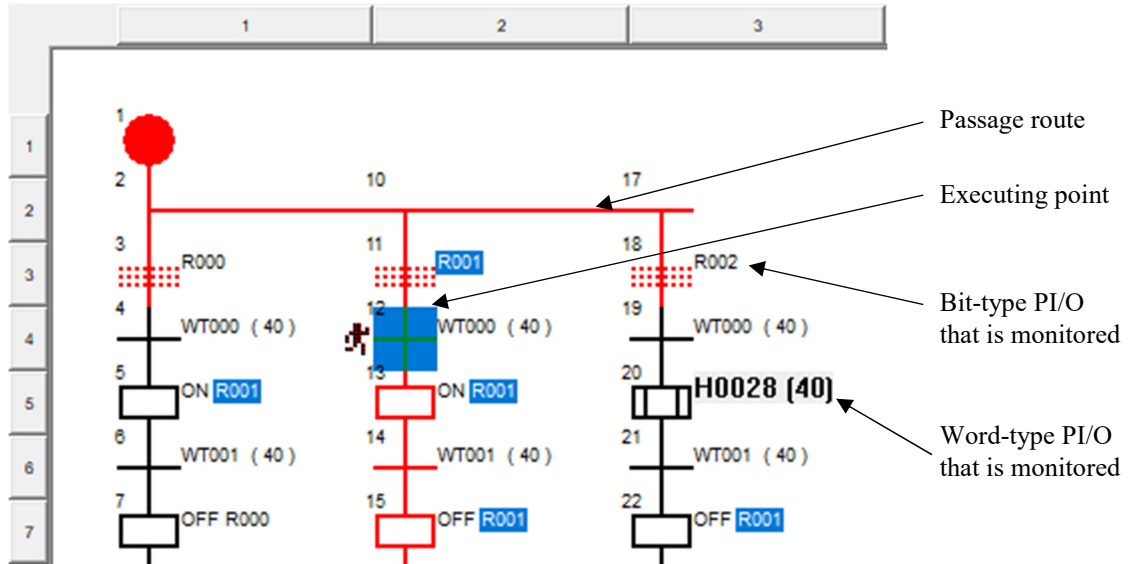 1 2 3
1
1
Passage route
2 10 17
2
Executing point
3 11 18
R000 R001 R002
3
Bit-type PI/O
that is monitored
4 12 19
WT000 ( 40 ) WT000 ( 40 ) WT000 ( 40 )
4
5 13 20
ON R001 ON R001 H0028 (40)
5
Word-type PI/O
that is monitored
6 14 21
WT001 ( 40 ) WT001 ( 40 ) WT001 ( 40 )
6
7 15 22
OFF R000 OFF R001 OFF R001
7